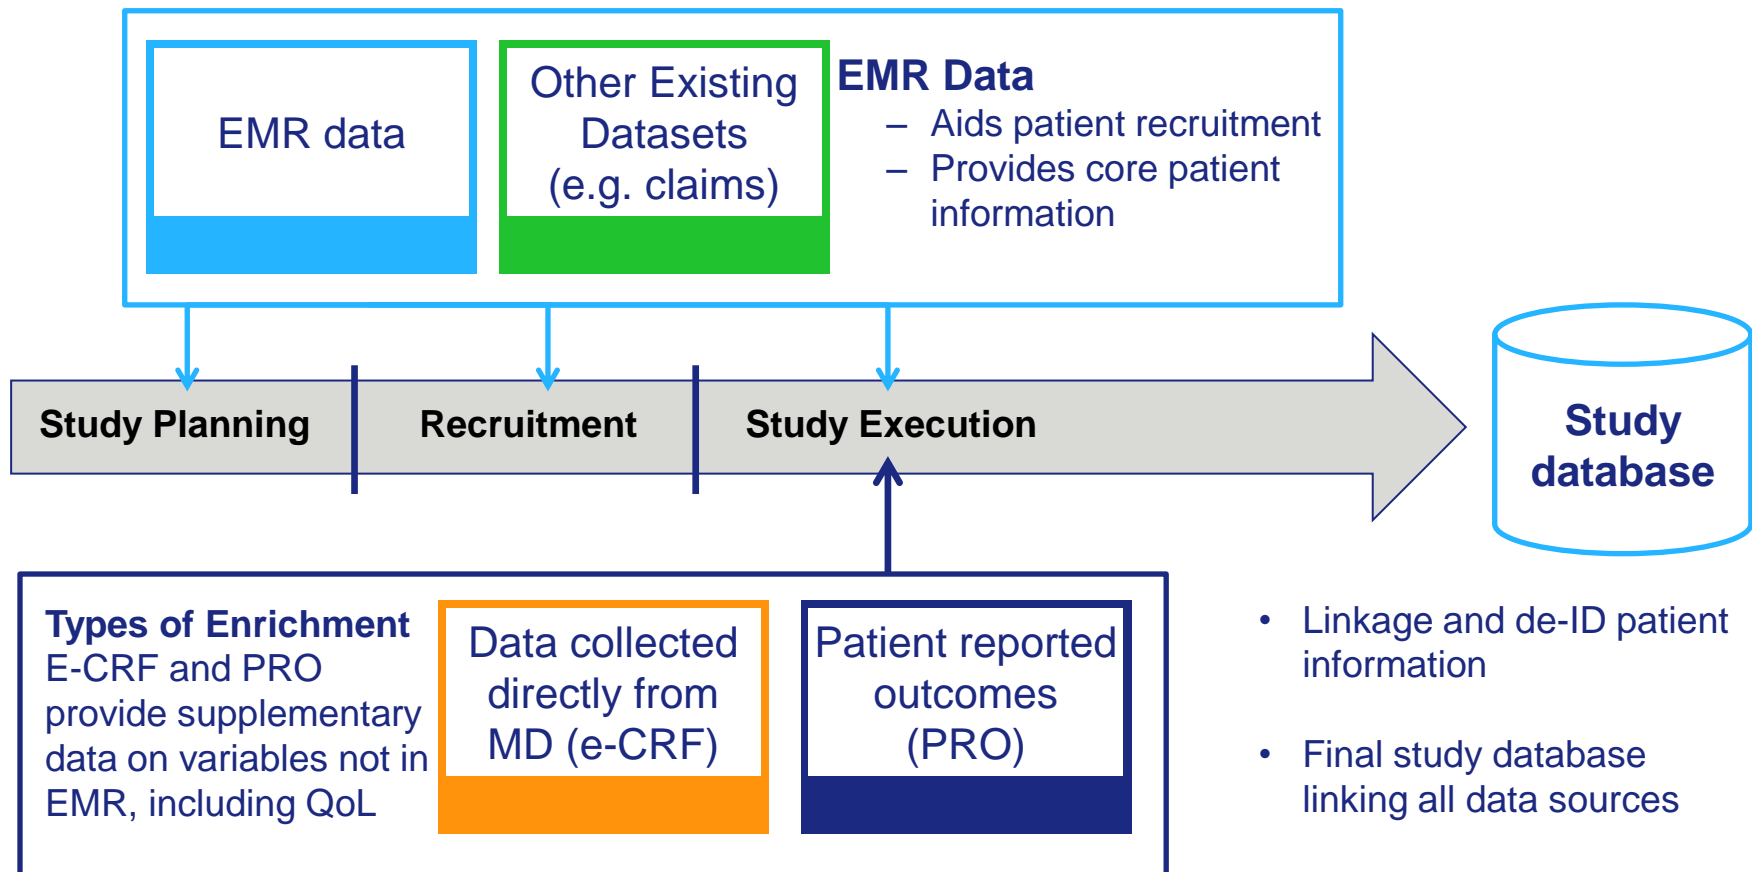 EMR data
Other Existing
Datasets
(e.g. claims)
EMR Data
– Aids patient recruitment
– Provides core patient
information
Study Planning
Recruitment
Study Execution
Study
database
Types of Enrichment
E-CRF and PRO
provide supplementary
data on variables not in
EMR, including QoL
Data collected
directly from
MD (e-CRF)
Patient reported
outcomes
(PRO)
• Linkage and de-ID patient
information
• Final study database
linking all data sources